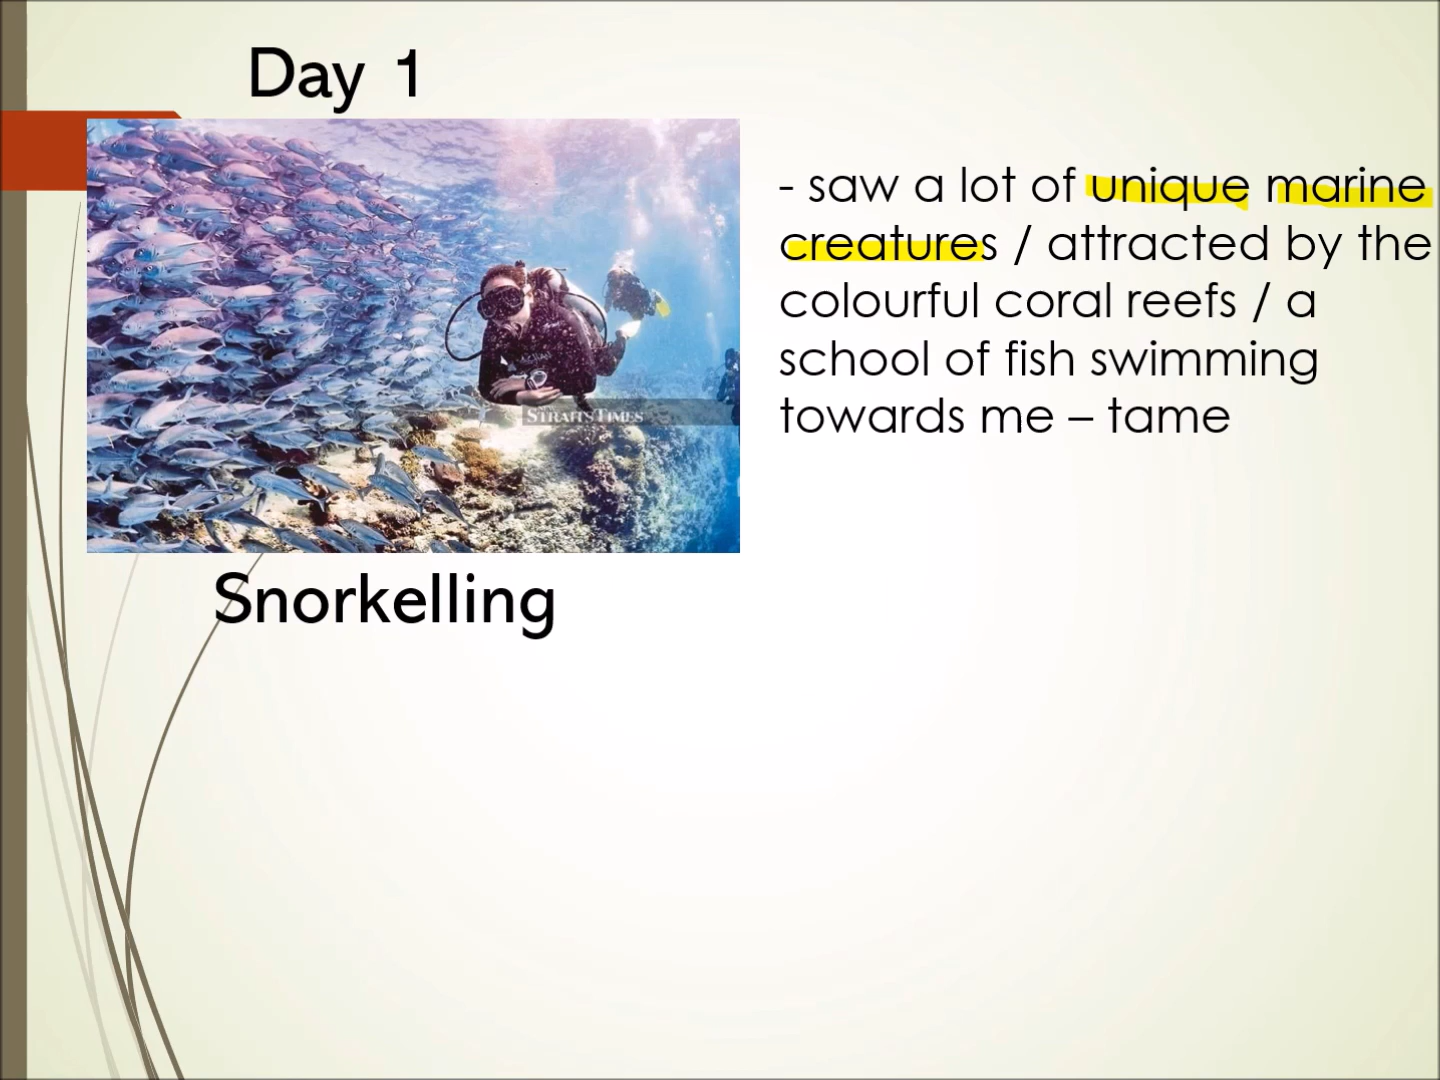 Day 1
- saw a lot of unique marine
creatures / attracted by the
colourful coral reefs / a
school of fish swimming
towards me – tame
STRAITS TIMES
Snorkelling